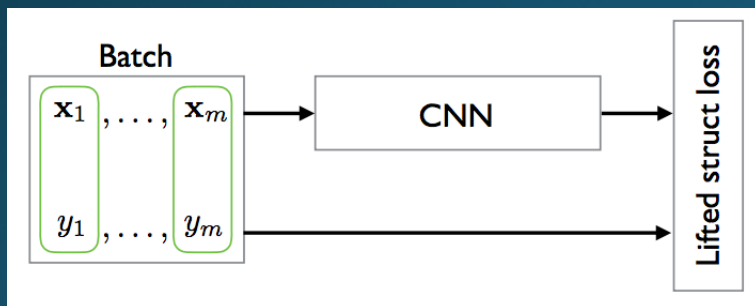 Batch
x₁ , . . . , xₘ
CNN
y₁ , . . . , yₘ
Lifted struct loss